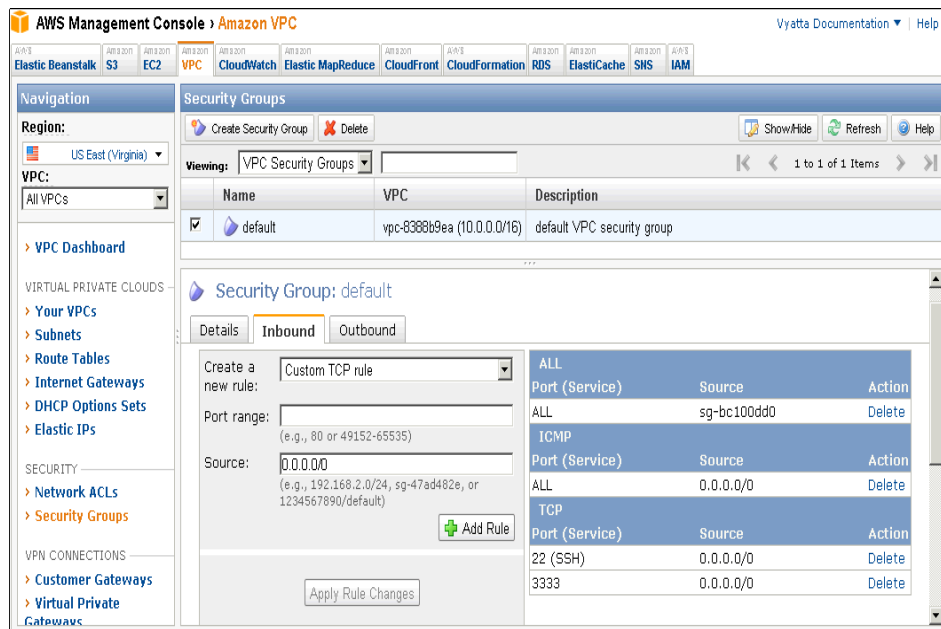 AWS Management Console › Amazon VPC
Vyatta Documentation ▼ | Help
AWS Elastic Beanstalk
Amazon S3
Amazon EC2
Amazon VPC
Amazon CloudWatch
Amazon Elastic MapReduce
Amazon CloudFront
AWS CloudFormation
Amazon RDS
Amazon ElastiCache
Amazon SNS
AWS IAM
Navigation
Region:
US East (Virginia) ▼
VPC:
All VPCs
› VPC Dashboard
VIRTUAL PRIVATE CLOUDS
› Your VPCs
› Subnets
› Route Tables
› Internet Gateways
› DHCP Options Sets
› Elastic IPs
SECURITY
› Network ACLs
› Security Groups
VPN CONNECTIONS
› Customer Gateways
› Virtual Private
Gateways
Security Groups
Create Security Group Delete
Show/Hide Refresh Help
Viewing: VPC Security Groups
1 to 1 of 1 Items
Name VPC Description
default vpc-8388b9ea (10.0.0.0/16) default VPC security group
Security Group: default
Details Inbound Outbound
Create a
new rule:
Custom TCP rule
Port range:
(e.g., 80 or 49152-65535)
Source:
0.0.0.0/0
(e.g., 192.168.2.0/24, sg-47ad482e, or
1234567890/default)
Add Rule
Apply Rule Changes
ALL
Port (Service) Source Action
ALL sg-bc100dd0 Delete
ICMP
Port (Service) Source Action
ALL 0.0.0.0/0 Delete
TCP
Port (Service) Source Action
22 (SSH) 0.0.0.0/0 Delete
3333 0.0.0.0/0 Delete